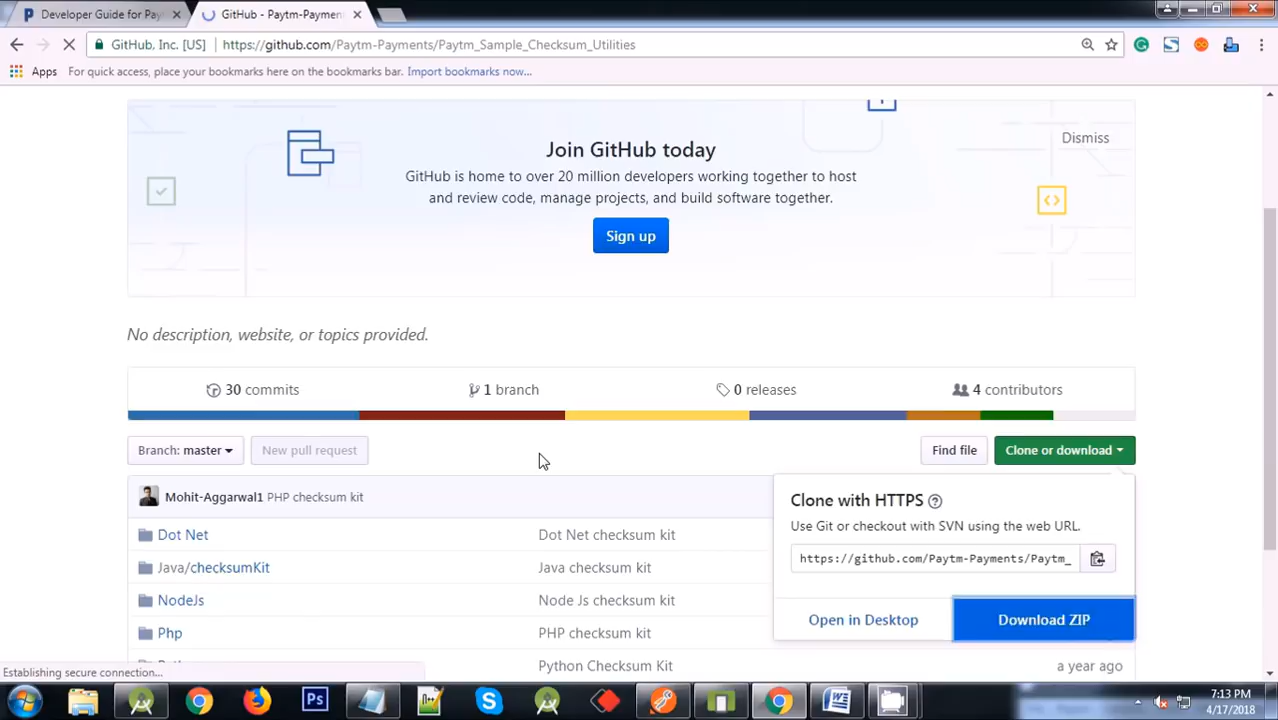 Developer Guide for Pay
GitHub - Paytm-Payment
GitHub, Inc. [US]
https://github.com/Paytm-Payments/Paytm_Sample_Checksum_Utilities
Apps
For quick access, place your bookmarks here on the bookmarks bar. Import bookmarks now...
Join GitHub today
Dismiss
GitHub is home to over 20 million developers working together to host
and review code, manage projects, and build software together.
Sign up
No description, website, or topics provided.
30 commits
1 branch
0 releases
4 contributors
Branch: master
New pull request
Find file
Clone or download
Mohit-Aggarwal1 PHP checksum kit
Clone with HTTPS
Use Git or checkout with SVN using the web URL.
Dot Net
Dot Net checksum kit
https://github.com/Paytm-Payments/Paytm_
Java/checksumKit
Java checksum kit
NodeJs
Node Js checksum kit
Open in Desktop
Download ZIP
Php
PHP checksum kit
Python Checksum Kit
a year ago
Establishing secure connection...
Ps
7:13 PM
4/17/2018